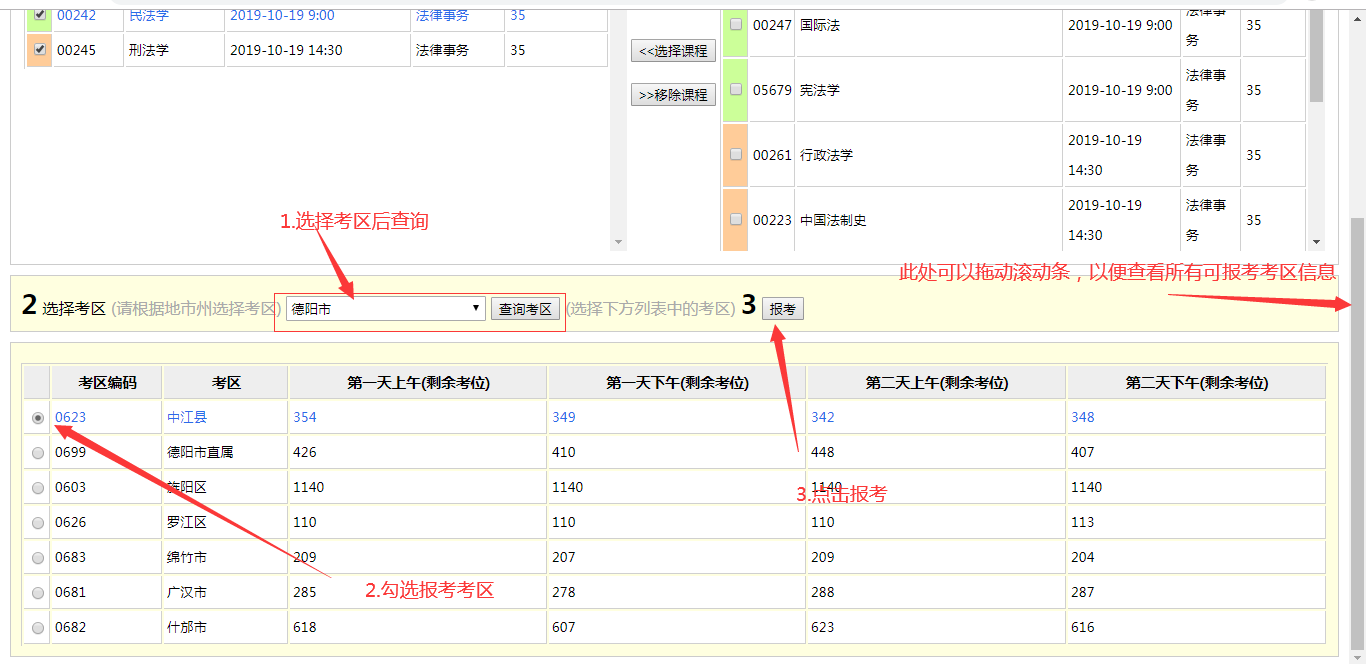 00242 民法学 2019-10-19 9:00 法律事务 35
00245 刑法学 2019-10-19 14:30 法律事务 35
<<选择课程
>>移除课程
00247 国际法 2019-10-19 9:00 法律事
务 35
05679 宪法学 2019-10-19 9:00 法律事
务 35
00261 行政法学 2019-10-19
14:30 法律事
务 35
00223 中国法制史 2019-10-19
14:30 法律事
务 35
1.选择考区后查询
此处可以拖动滚动条，以便查看所有可报考考区信息
2 选择考区 (请根据地市州选择考区) 德阳市 查询考区 (选择下方列表中的考区) 3 报考
考区编码 考区 第一天上午(剩余考位) 第一天下午(剩余考位) 第二天上午(剩余考位) 第二天下午(剩余考位)
0623 中江县 354 349 342 348
0699 德阳市直属 426 410 448 407
0603 旌阳区 1140 1140 1140 1140
3.点击报考
0626 罗江区 110 110 110 113
0683 绵竹市 209 207 209 204
2.勾选报考考区
0681 广汉市 285 278 288 287
0682 什邡市 618 607 623 616